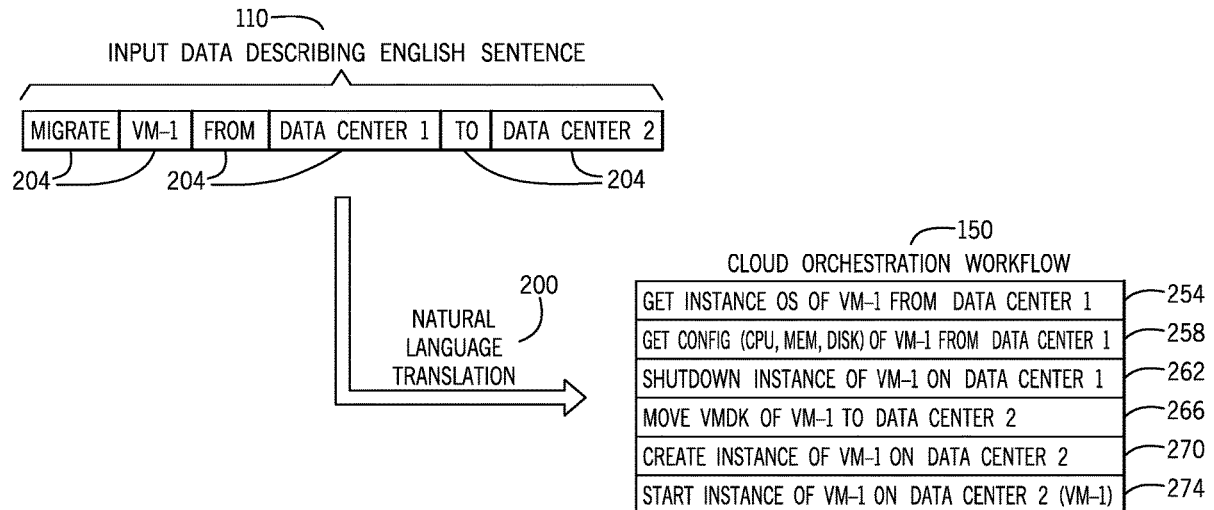 110
INPUT DATA DESCRIBING ENGLISH SENTENCE
MIGRATE VM-1 FROM DATA CENTER 1 TO DATA CENTER 2
204 204 204
150
CLOUD ORCHESTRATION WORKFLOW
200
NATURAL
LANGUAGE
TRANSLATION
GET INSTANCE OS OF VM-1 FROM DATA CENTER 1 254
GET CONFIG (CPU, MEM, DISK) OF VM-1 FROM DATA CENTER 1 258
SHUTDOWN INSTANCE OF VM-1 ON DATA CENTER 1 262
MOVE VMDK OF VM-1 TO DATA CENTER 2 266
CREATE INSTANCE OF VM-1 ON DATA CENTER 2 270
START INSTANCE OF VM-1 ON DATA CENTER 2 (VM-1) 274